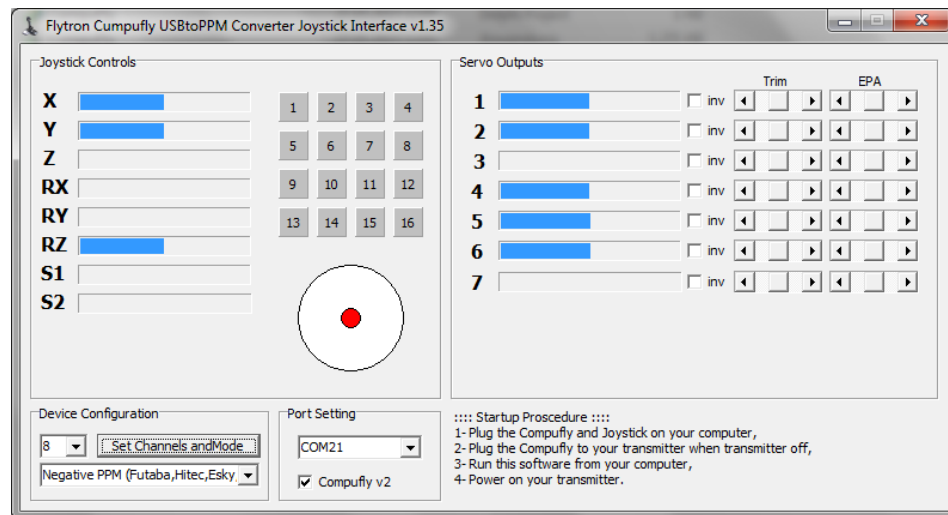 Flytron Cumpufly USBtoPPM Converter Joystick Interface v1.35
Joystick Controls
X
Y
Z
RX
RY
RZ
S1
S2
1 2 3 4
5 6 7 8
9 10 11 12
13 14 15 16
Servo Outputs
Trim EPA
1 inv
2 inv
3 inv
4 inv
5 inv
6 inv
7 inv
Device Configuration
8 Set Channels andMode
Negative PPM (Futaba,Hitec,Esky,
Port Setting
COM21
Compufly v2
:::: Startup Proscedure ::::
1- Plug the Compufly and Joystick on your computer,
2- Plug the Compufly to your transmitter when transmitter off,
3- Run this software from your computer,
4- Power on your transmitter.